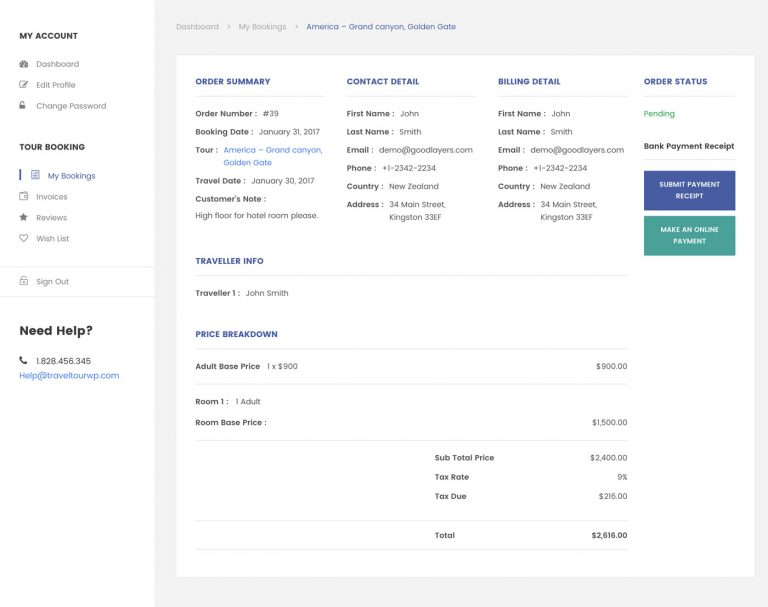 MY ACCOUNT
Dashboard
Edit Profile
Change Password
TOUR BOOKING
My Bookings
Invoices
Reviews
Wish List
Sign Out
Need Help?
1.828.456.345
Help@traveltourwp.com
Dashboard > My Bookings > America – Grand canyon, Golden Gate
ORDER SUMMARY
Order Number : #39
Booking Date : January 31, 2017
Tour : America – Grand canyon,
Golden Gate
Travel Date : January 30, 2017
Customer's Note :
High floor for hotel room please.
CONTACT DETAIL
First Name : John
Last Name : Smith
Email : demo@goodlayers.com
Phone : +1-2342-2234
Country : New Zealand
Address : 34 Main Street,
Kingston 33EF
BILLING DETAIL
First Name : John
Last Name : Smith
Email : demo@goodlayers.com
Phone : +1-2342-2234
Country : New Zealand
Address : 34 Main Street,
Kingston 33EF
ORDER STATUS
Pending
Bank Payment Receipt
SUBMIT PAYMENT
RECEIPT
MAKE AN ONLINE
PAYMENT
TRAVELLER INFO
Traveller 1 : John Smith
PRICE BREAKDOWN
Adult Base Price 1 x $900 $900.00
Room 1 : 1 Adult
Room Base Price : $1,500.00
Sub Total Price $2,400.00
Tax Rate 9%
Tax Due $216.00
Total $2,616.00